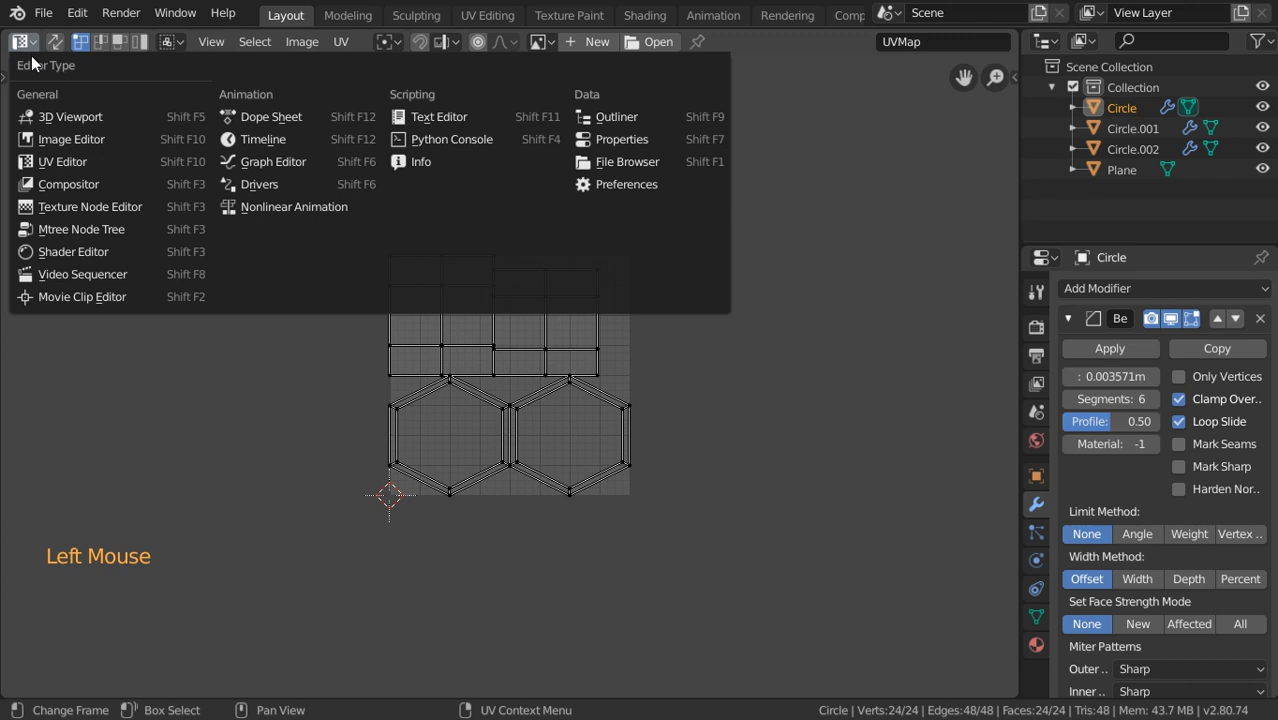 File Edit Render Window Help Layout Modeling Sculpting UV Editing Texture Paint Shading Animation Rendering Comp Scene View Layer
View Select Image UV New Open UVMap
Editor Type
General Animation Scripting Data
3D Viewport Shift F5 Dope Sheet Shift F12 Text Editor Shift F11 Outliner Shift F9
Image Editor Shift F10 Timeline Shift F12 Python Console Shift F4 Properties Shift F7
UV Editor Shift F10 Graph Editor Shift F6 Info File Browser Shift F1
Compositor Shift F3 Drivers Shift F6 Preferences
Texture Node Editor Shift F3 Nonlinear Animation
Mtree Node Tree Shift F3
Shader Editor Shift F3
Video Sequencer Shift F8
Movie Clip Editor Shift F2
Left Mouse
Scene Collection
Collection
Circle
Circle.001
Circle.002
Plane
Circle
Add Modifier
Be
Apply Copy
: 0.003571m Only Vertices
Segments: 6 Clamp Over..
Profile: 0.50 Loop Slide
Material: -1 Mark Seams
Mark Sharp
Harden Nor..
Limit Method:
None Angle Weight Vertex ..
Width Method:
Offset Width Depth Percent
Set Face Strength Mode
None New Affected All
Miter Patterns
Outer .. Sharp
Inner .. Sharp
Change Frame Box Select Pan View UV Context Menu Circle | Verts:24/24 | Edges:48/48 | Faces:24/24 | Tris:48 | Mem: 43.7 MB | v2.80.74